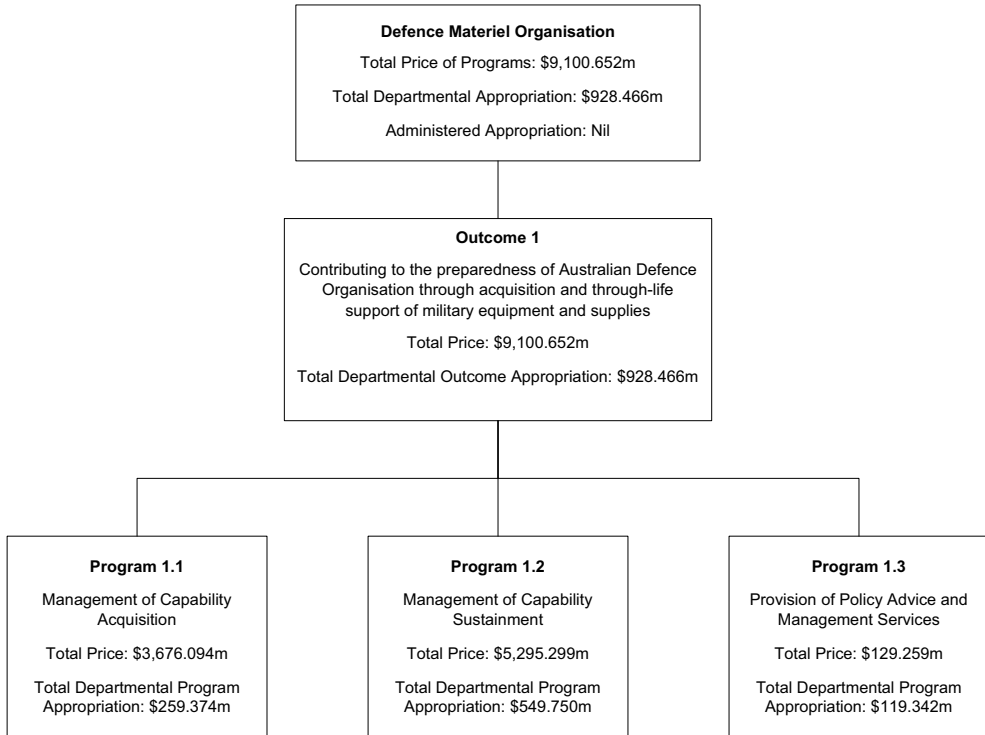 Defence Materiel Organisation
Total Price of Programs: $9,100.652m
Total Departmental Appropriation: $928.466m
Administered Appropriation: Nil
Outcome 1
Contributing to the preparedness of Australian Defence
Organisation through acquisition and through-life
support of military equipment and supplies
Total Price: $9,100.652m
Total Departmental Outcome Appropriation: $928.466m
Program 1.1
Management of Capability
Acquisition
Total Price: $3,676.094m
Total Departmental Program
Appropriation: $259.374m
Program 1.2
Management of Capability
Sustainment
Total Price: $5,295.299m
Total Departmental Program
Appropriation: $549.750m
Program 1.3
Provision of Policy Advice and
Management Services
Total Price: $129.259m
Total Departmental Program
Appropriation: $119.342m